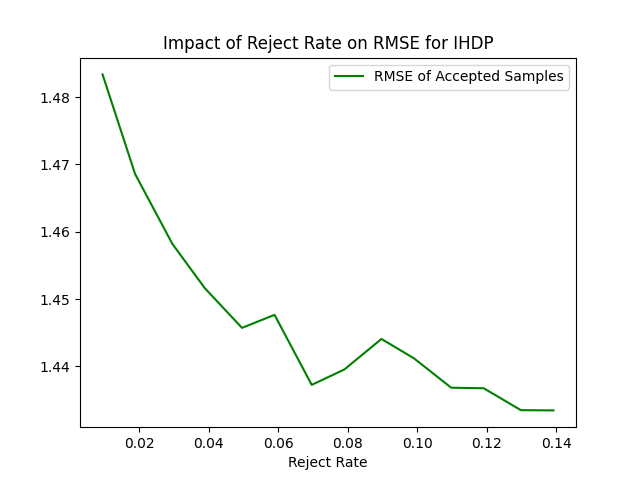 Impact of Reject Rate on RMSE for IHDP
RMSE of Accepted Samples
1.48
1.47
1.46
1.45
1.44
0.02 0.04 0.06 0.08 0.10 0.12 0.14
Reject Rate